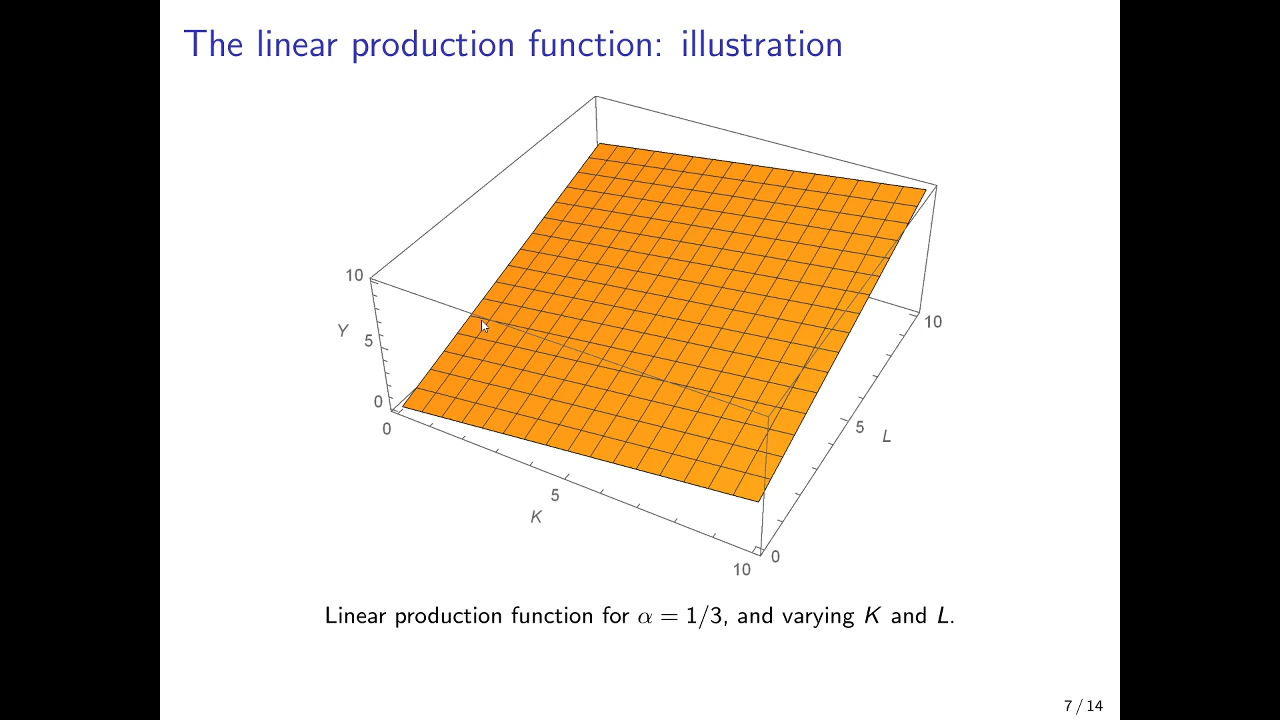 The linear production function: illustration
10
Y
5
0
0
5
K
10
0
5
L
10
Linear production function for α = 1/3, and varying K and L.
7 / 14